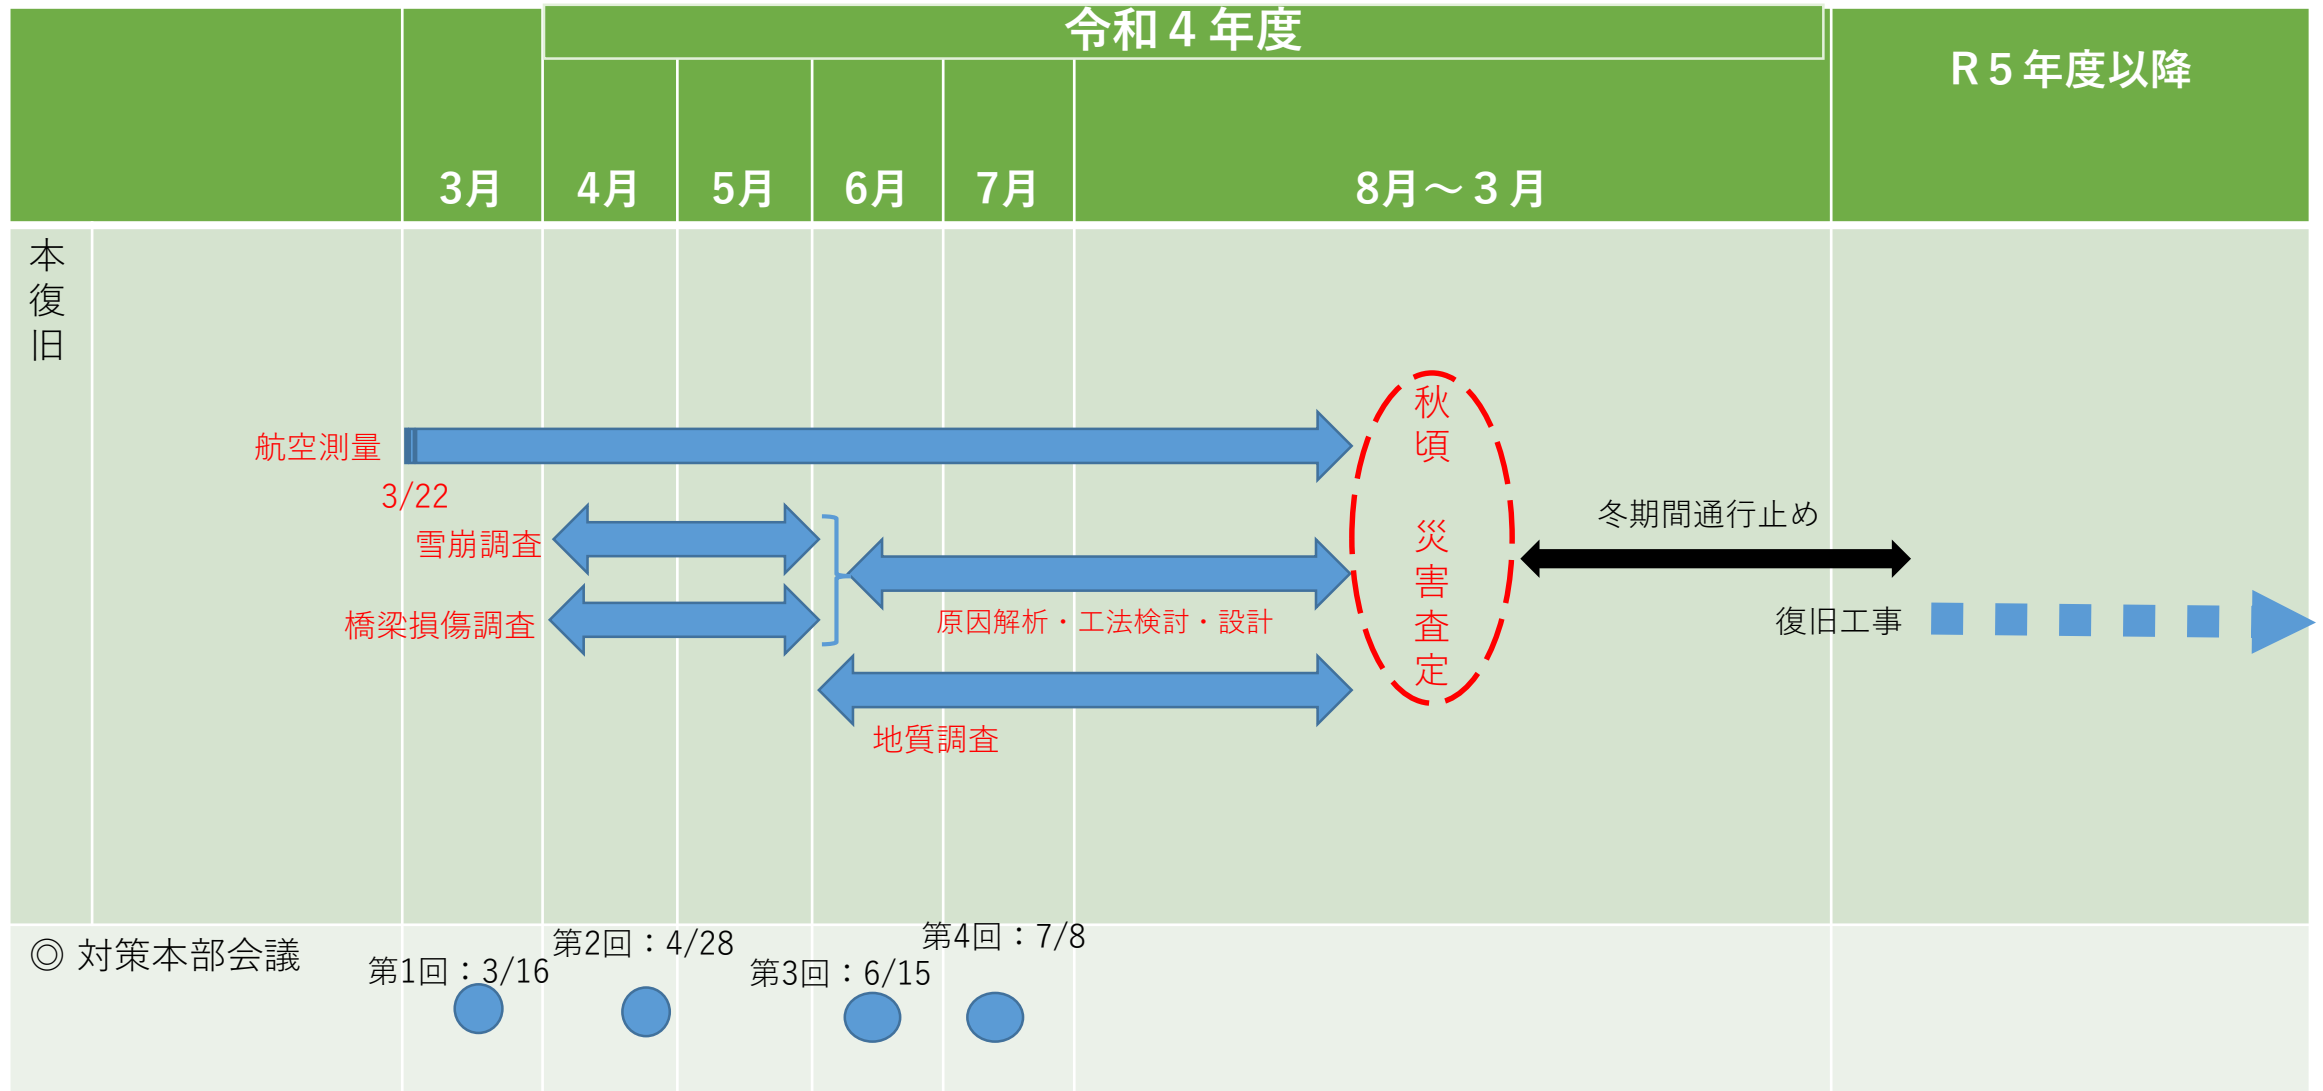 令和４年度
R５年度以降
3月
4月
5月
6月
7月
8月～３月
本復旧
航空測量
3/22
雪崩調査
橋梁損傷調査
原因解析・工法検討・設計
地質調査
秋頃　災害査定
冬期間通行止め
復旧工事
◎ 対策本部会議
第1回：3/16
第2回：4/28
第3回：6/15
第4回：7/8